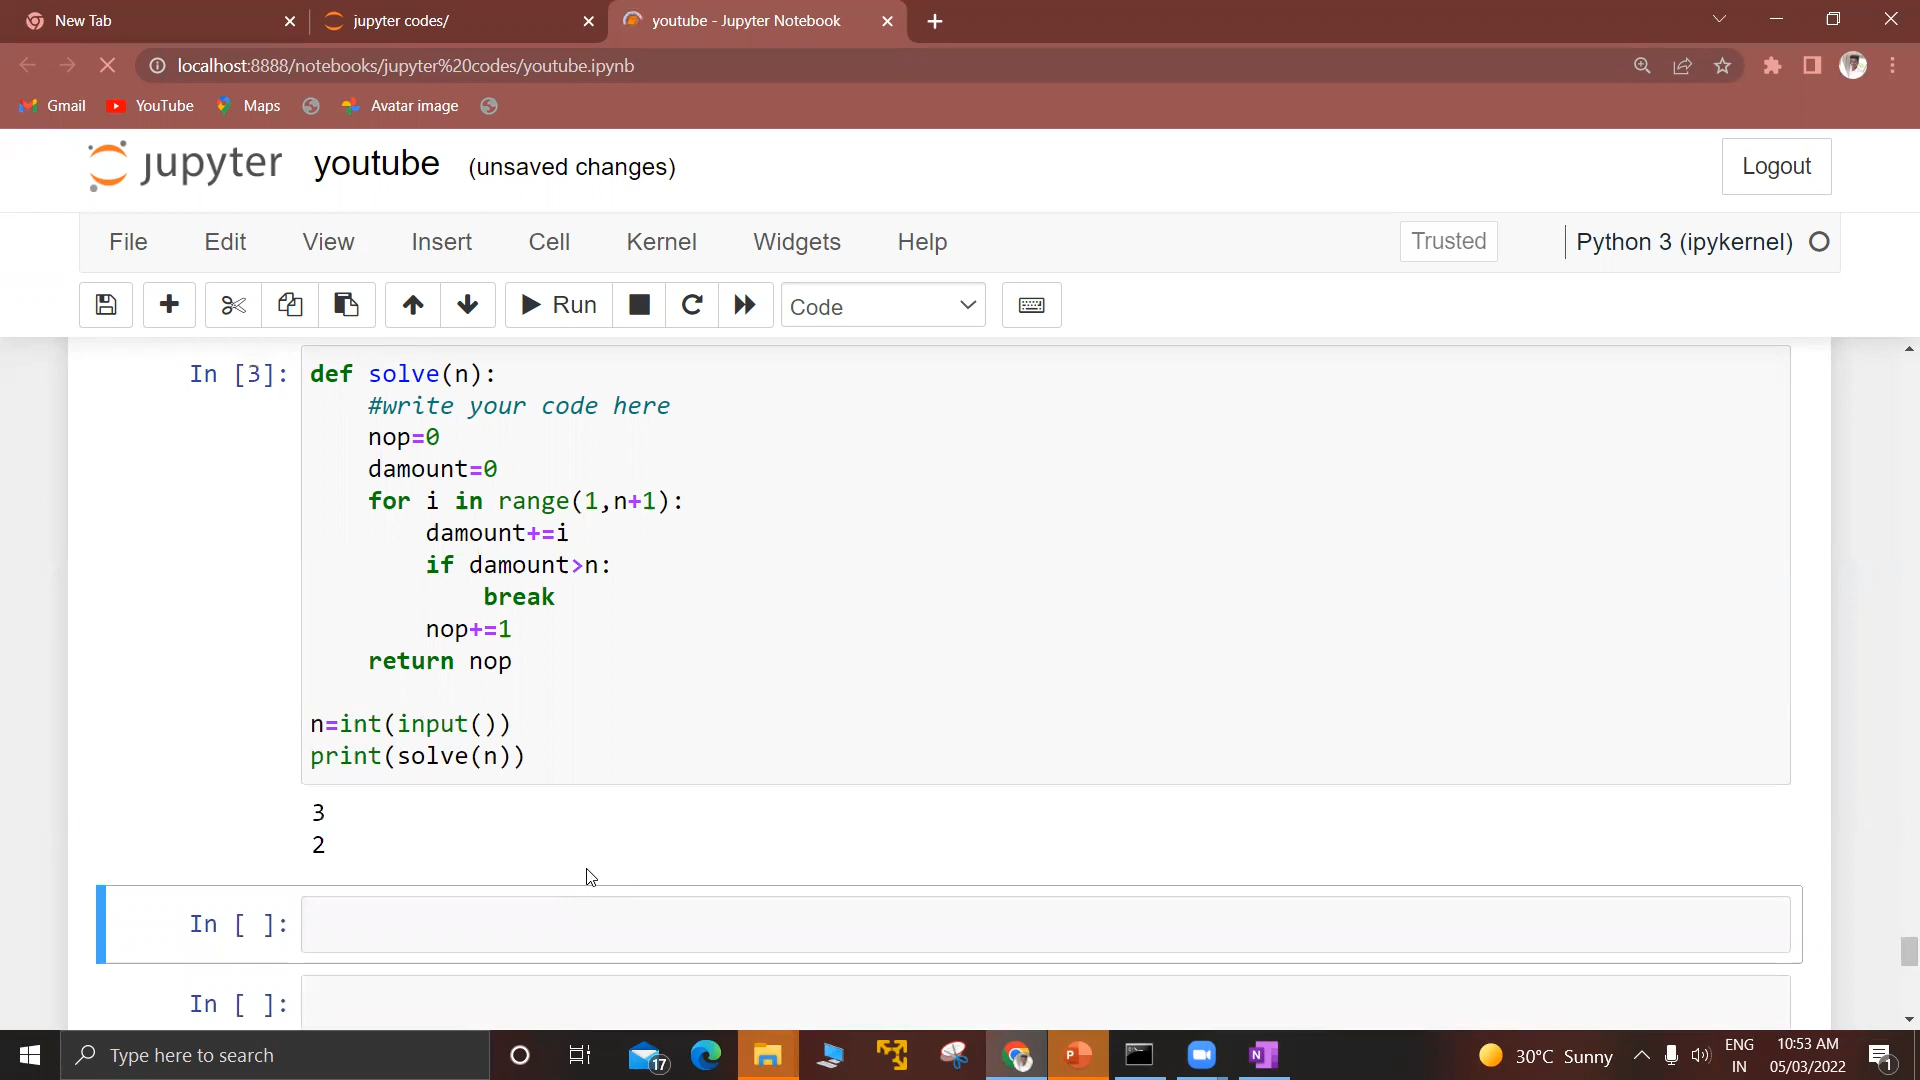 New Tab
jupyter codes/
youtube - Jupyter Notebook
localhost:8888/notebooks/jupyter%20codes/youtube.ipynb
Gmail
YouTube
Maps
Avatar image
jupyter youtube (unsaved changes)
Logout
File Edit View Insert Cell Kernel Widgets Help
Trusted
Python 3 (ipykernel)
Run
Code
In [3]:
def solve(n):
    #write your code here
    nop=0
    damount=0
    for i in range(1,n+1):
        damount+=i
        if damount>n:
            break
        nop+=1
    return nop
n=int(input())
print(solve(n))
3
2
In [ ]:
In [ ]:
Type here to search
17
30°C Sunny
ENG
IN
10:53 AM
05/03/2022
1